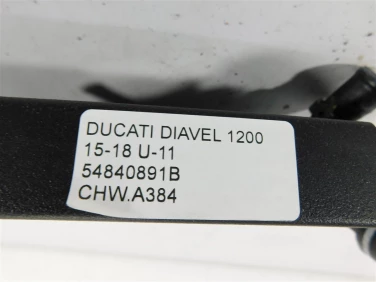 DUCATI DIAVEL 1200
15-18 U-11
54840891B
CHW.A384